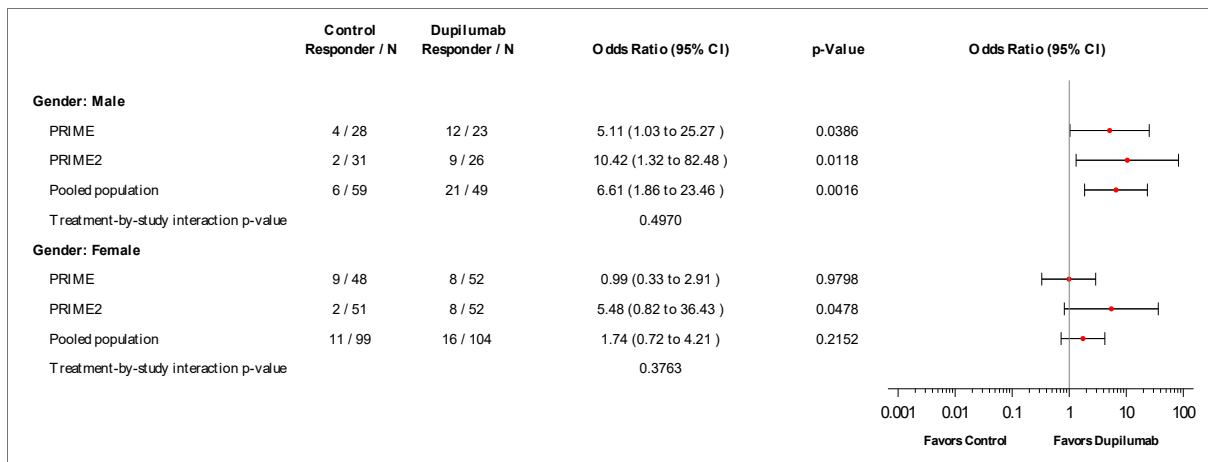 Control Dupilumab
Responder / N Responder / N Odds Ratio (95% CI) p-Value Odds Ratio (95% CI)
Gender: Male
PRIME 4 / 28 12 / 23 5.11 (1.03 to 25.27 ) 0.0386
PRIME2 2 / 31 9 / 26 10.42 (1.32 to 82.48 ) 0.0118
Pooled population 6 / 59 21 / 49 6.61 (1.86 to 23.46 ) 0.0016
Treatment-by-study interaction p-value 0.4970
Gender: Female
PRIME 9 / 48 8 / 52 0.99 (0.33 to 2.91 ) 0.9798
PRIME2 2 / 51 8 / 52 5.48 (0.82 to 36.43 ) 0.0478
Pooled population 11 / 99 16 / 104 1.74 (0.72 to 4.21 ) 0.2152
Treatment-by-study interaction p-value 0.3763
0.001 0.01 0.1 1 10 100
Favors Control Favors Dupilumab